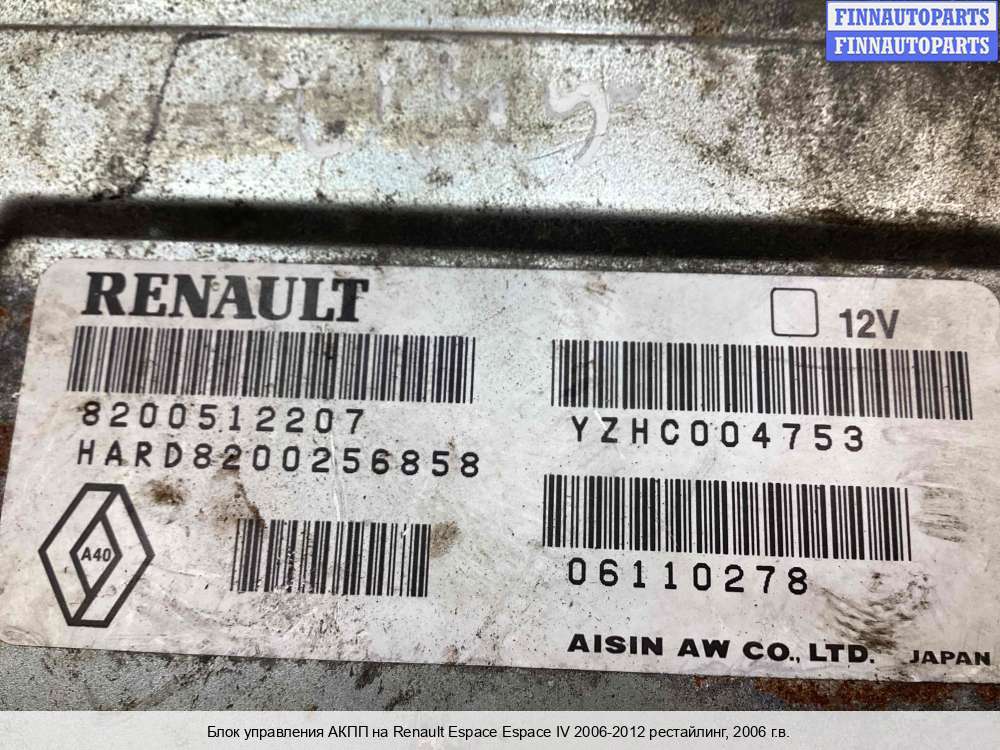 FINNAUTOPARTS
FINNAUTOPARTS
RENAULT
12V
8200512207
HARD8200256858
YZHC004753
A40
06110278
AISIN AW CO., LTD. JAPAN
Блок управления АКПП на Renault Espace Espace IV 2006-2012 рестайлинг, 2006 г.в.